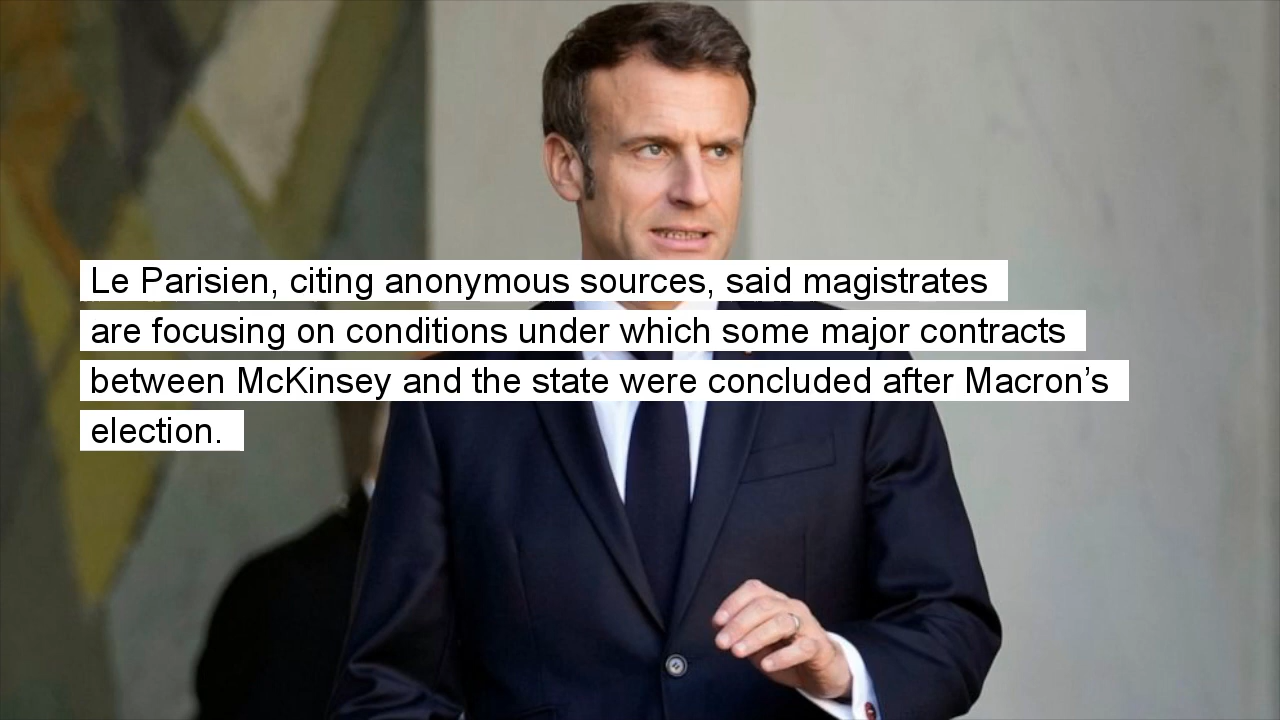 Le Parisien, citing anonymous sources, said magistrates
are focusing on conditions under which some major contracts
between McKinsey and the state were concluded after Macron’s
election.